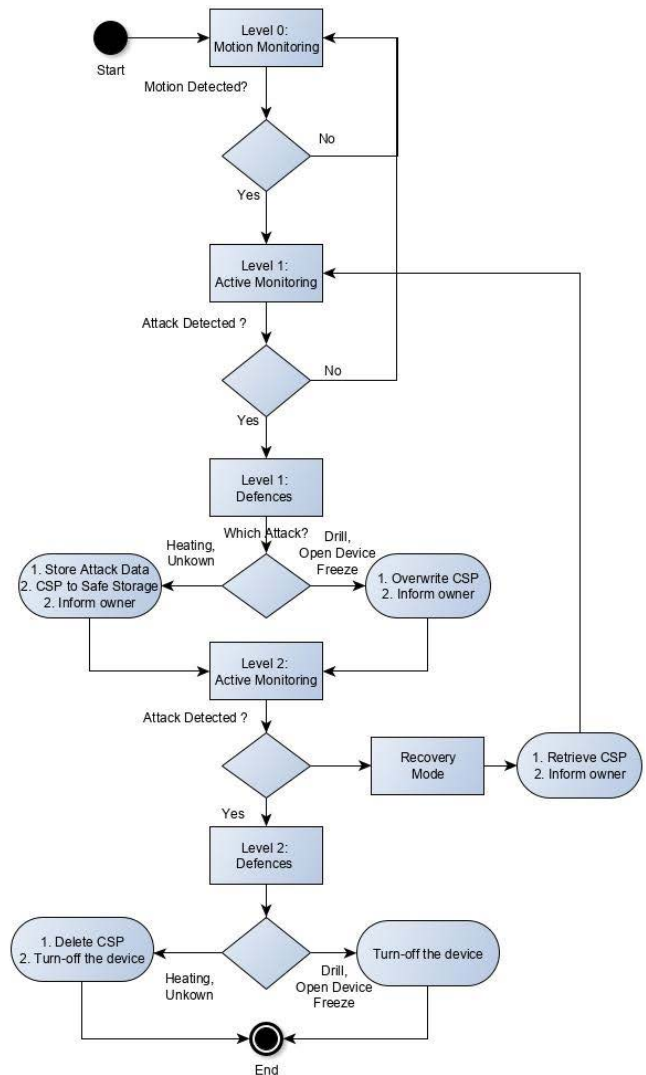 Level 0:
Motion Monitoring
Start
Motion Detected?
No
Yes
Level 1:
Active Monitoring
Attack Detected ?
No
Yes
Level 1:
Defences
Which Attack?
Heating,
Unkown
Drill,
Open Device
Freeze
1. Store Attack Data
2. CSP to Safe Storage
2. Inform owner
1. Overwrite CSP
2. Inform owner
Level 2:
Active Monitoring
Attack Detected ?
Recovery
Mode
1. Retrieve CSP
2. Inform owner
Yes
Level 2:
Defences
1. Delete CSP
2. Turn-off the device
Heating,
Unkown
Drill,
Open Device
Freeze
Turn-off the device
End